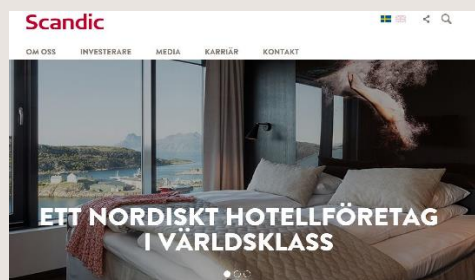 Scandic
OM OSS INVESTERARE MEDIA KARRIÄR KONTAKT
ETT NORDISKT HOTELLFÖRETAG
I VÄRLDSKLASS